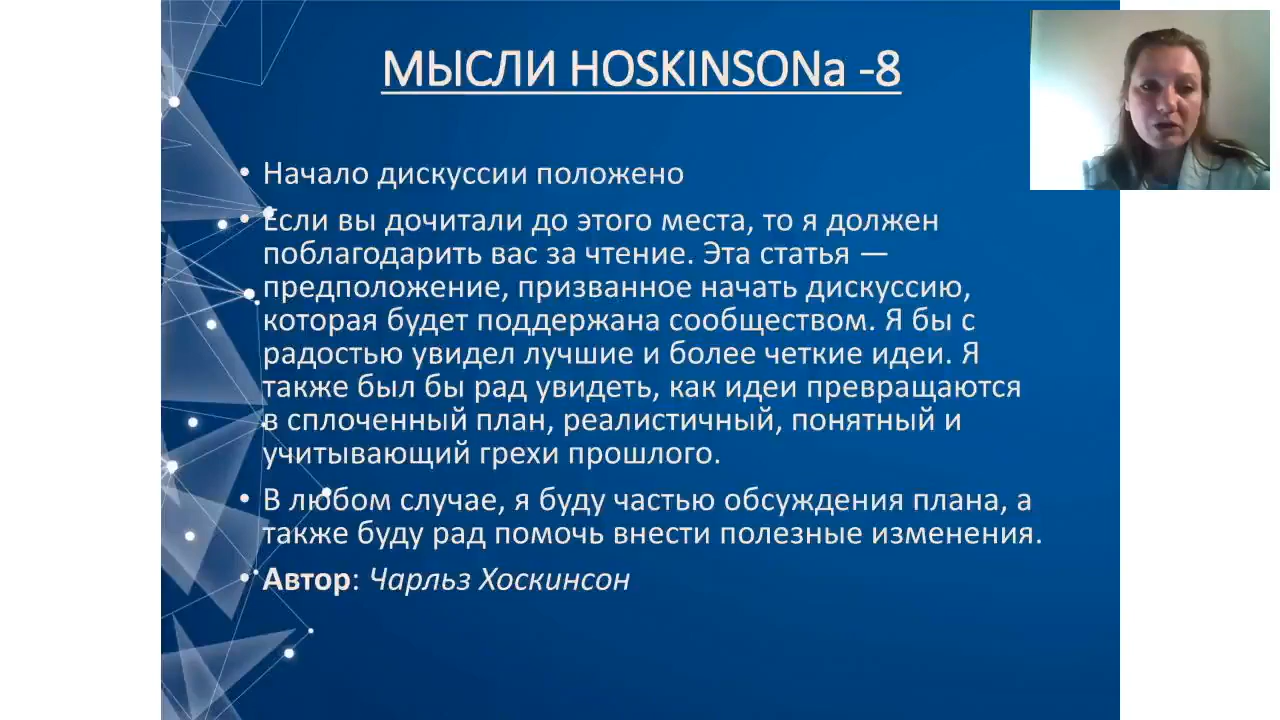 МЫСЛИ HOSKINSONа -8
• Начало дискуссии положено
• Если вы дочитали до этого места, то я должен
поблагодарить вас за чтение. Эта статья —
предположение, призванное начать дискуссию,
которая будет поддержана сообществом. Я бы с
радостью увидел лучшие и более четкие идеи. Я
также был бы рад увидеть, как идеи превращаются
в сплоченный план, реалистичный, понятный и
учитывающий грехи прошлого.
• В любом случае, я буду частью обсуждения плана, а
также буду рад помочь внести полезные изменения.
• Автор: Чарльз Хоскинсон